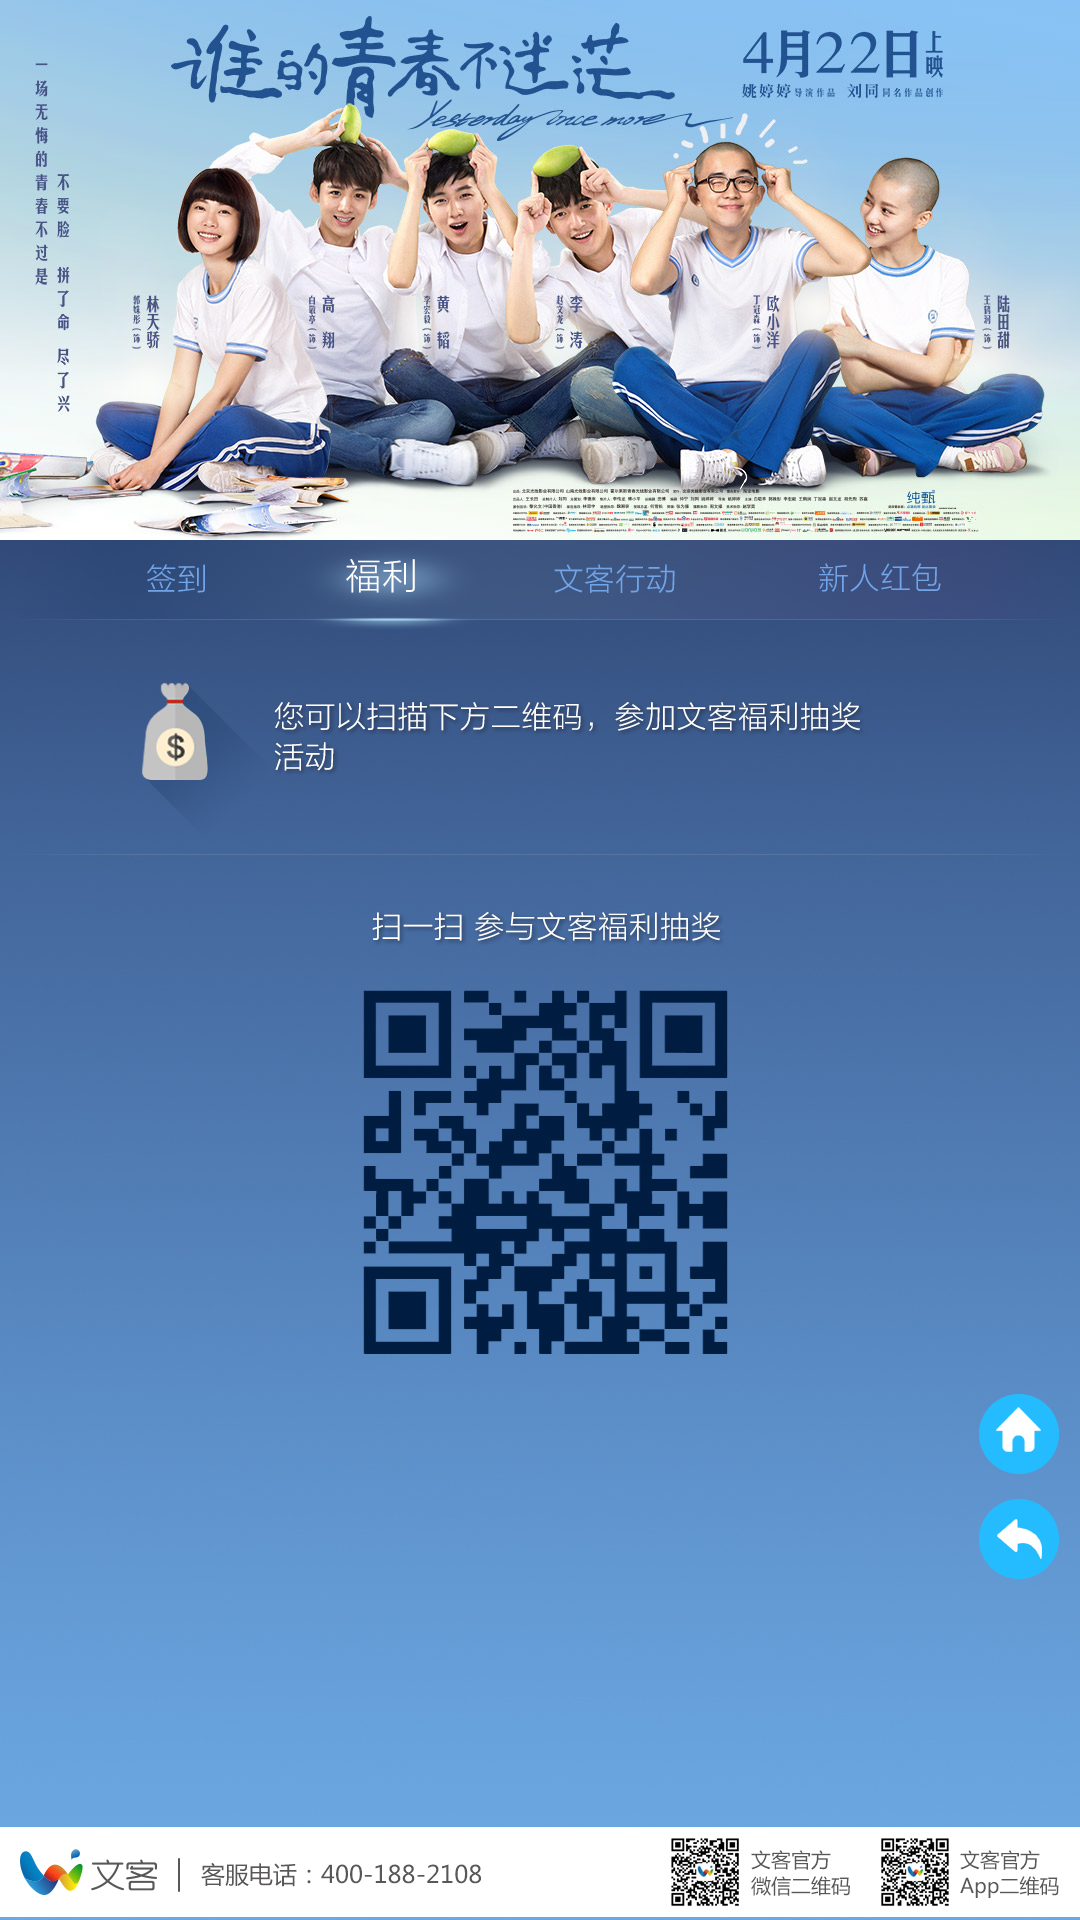 谁的青春不迷茫
Yesterday once more
4月22日上映
姚婷婷导演作品 刘同同名作品创作
一场无悔的青春不过是
不要脸 拼了命 尽了兴
林天骄
郭姝彤(饰)
高翔
白敬亭(饰)
黄韬
李宏毅(饰)
李涛
赵文龙(饰)
欧小洋
丁冠森(饰)
陆田甜
王鹤润(饰)
纯甄
签到
福利
文客行动
新人红包
您可以扫描下方二维码，参加文客福利抽奖
活动
扫一扫 参与文客福利抽奖
文客
客服电话：400-188-2108
文客官方
微信二维码
文客官方
App二维码